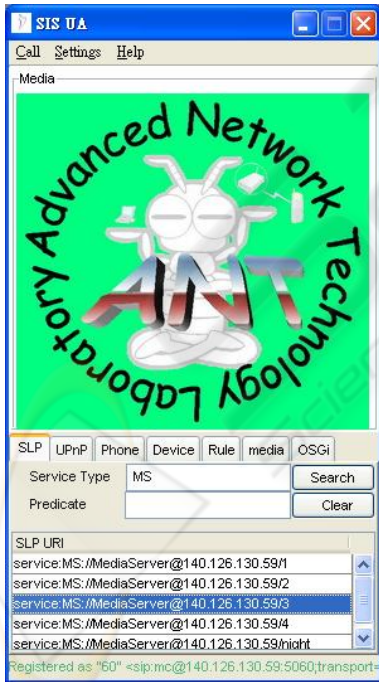 SIS UA
Call Settings Help
Media
Advanced Network Technology Laboratory
ANT
SLP UPnP Phone Device Rule media OSGi
Service Type MS Search
Predicate Clear
SLP URI
service:MS://MediaServer@140.126.130.59/1
service:MS://MediaServer@140.126.130.59/2
service:MS://MediaServer@140.126.130.59/3
service:MS://MediaServer@140.126.130.59/4
service:MS://MediaServer@140.126.130.59/night
Registered as "60" <sip:mc@140.126.130.59:5060;transport=